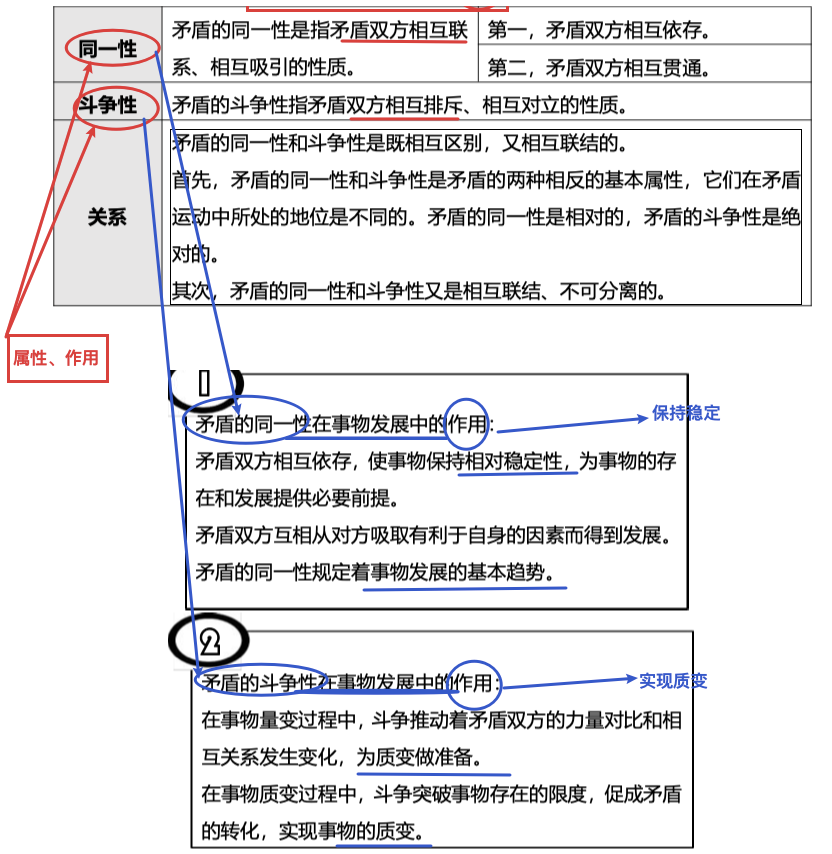 同一性
矛盾的同一性是指矛盾双方相互联
系、相互吸引的性质。
第一，矛盾双方相互依存。
第二，矛盾双方相互贯通。
斗争性
矛盾的斗争性指矛盾双方相互排斥、相互对立的性质。
关系
矛盾的同一性和斗争性是既相互区别，又相互联结的。
首先，矛盾的同一性和斗争性是矛盾的两种相反的基本属性，它们在矛盾
运动中所处的地位是不同的。矛盾的同一性是相对的，矛盾的斗争性是绝
对的。
其次，矛盾的同一性和斗争性又是相互联结、不可分离的。
属性、作用
矛盾的同一性在事物发展中的作用：
保持稳定
矛盾双方相互依存，使事物保持相对稳定性，为事物的存
在和发展提供必要前提。
矛盾双方互相从对方吸取有利于自身的因素而得到发展。
矛盾的同一性规定着事物发展的基本趋势。
2
矛盾的斗争性在事物发展中的作用：
实现质变
在事物量变过程中，斗争推动着矛盾双方的力量对比和相
互关系发生变化，为质变做准备。
在事物质变过程中，斗争突破事物存在的限度，促成矛盾
的转化，实现事物的质变。